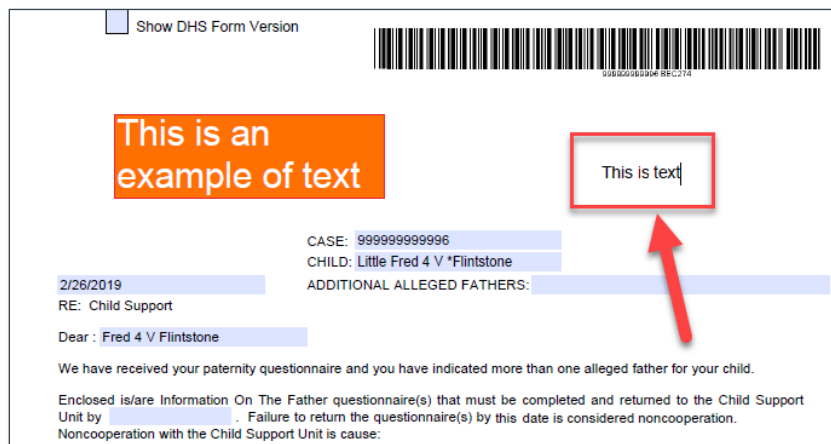 Show DHS Form Version
999999999996 BEC274
This is an
example of text
This is text
CASE: 999999999996
CHILD: Little Fred 4 V *Flintstone
2/26/2019 ADDITIONAL ALLEGED FATHERS:
RE: Child Support
Dear : Fred 4 V Flintstone
We have received your paternity questionnaire and you have indicated more than one alleged father for your child.
Enclosed is/are Information On The Father questionnaire(s) that must be completed and returned to the Child Support
Unit by . Failure to return the questionnaire(s) by this date is considered noncooperation.
Noncooperation with the Child Support Unit is cause: